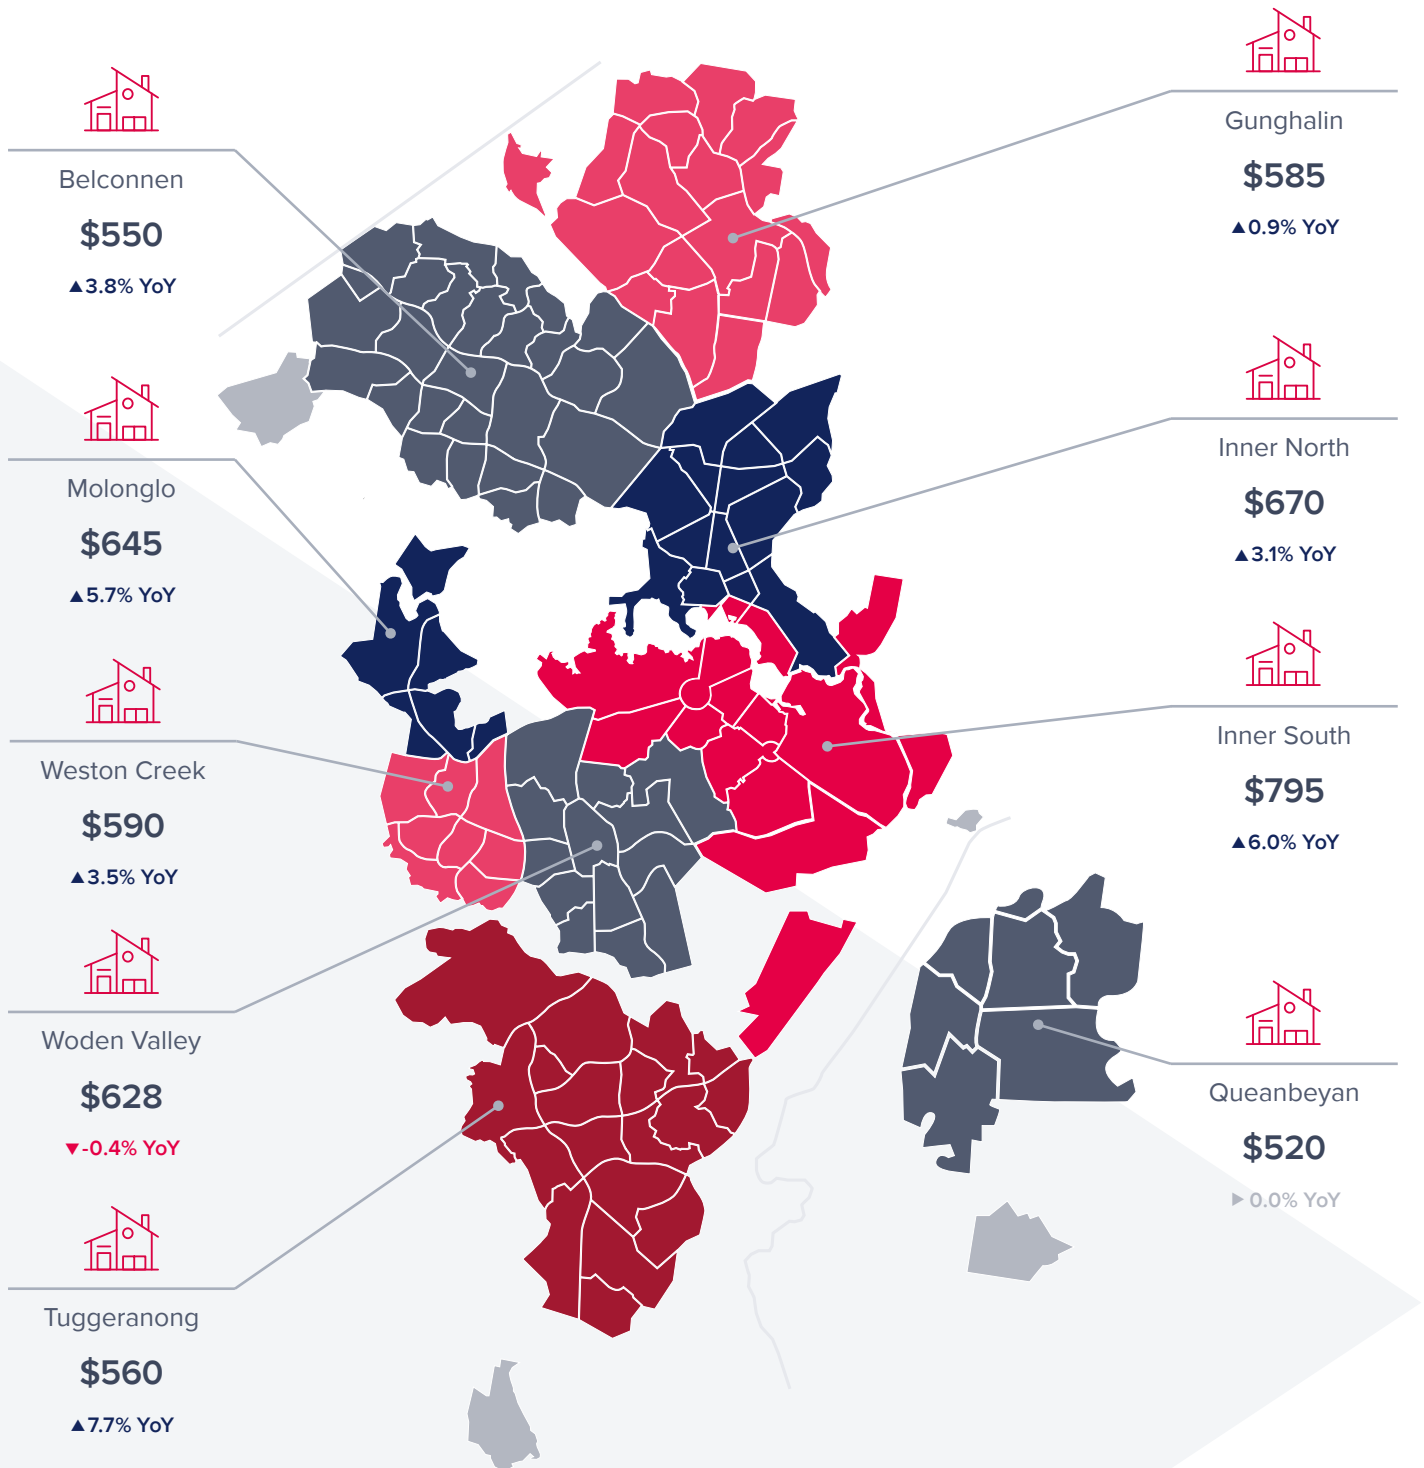 Belconnen
$550
▲3.8% YoY
Molonglo
$645
▲5.7% YoY
Weston Creek
$590
▲3.5% YoY
Woden Valley
$628
▼-0.4% YoY
Tuggeranong
$560
▲7.7% YoY
Gunghalin
$585
▲0.9% YoY
Inner North
$670
▲3.1% YoY
Inner South
$795
▲6.0% YoY
Queanbeyan
$520
▶ 0.0% YoY